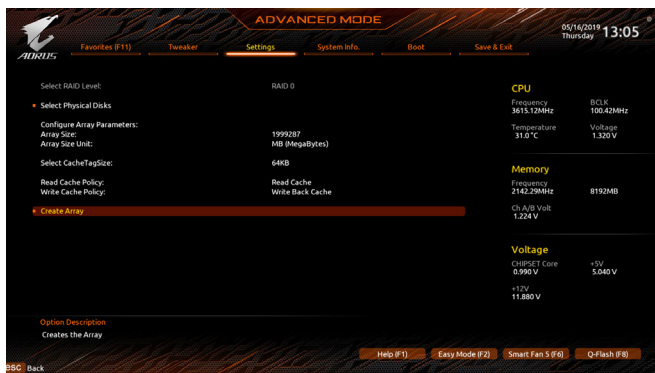 ADVANCED MODE
05/16/2019 Thursday 13:05
AORUS
Favorites (F11) Tweaker Settings System Info. Boot Save & Exit
Select RAID Level: RAID 0
Select Physical Disks
Configure Array Parameters:
Array Size: 1999287
Array Size Unit: MB (MegaBytes)
Select CacheTagSize: 64KB
Read Cache Policy: Read Cache
Write Cache Policy: Write Back Cache
Create Array
CPU
Frequency BCLK
3615.12MHz 100.42MHz
Temperature Voltage
31.0 °C 1.320 V
Memory
Frequency
2142.29MHz 8192MB
Ch A/B Volt
1.224 V
Voltage
CHIPSET Core +5V
0.990 V 5.040 V
+12V
11.880 V
Option Description
Creates the Array
Help (F1) Easy Mode (F2) Smart Fan 5 (F6) Q-Flash (F8)
esc Back